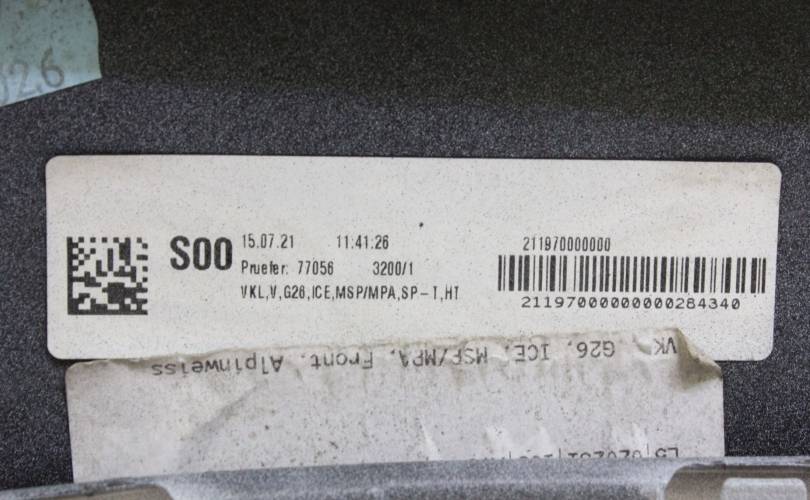 026
S00
15.07.21 11:41:26
Pruefer: 77056 3200/1
VKL,V,G26,ICE,MSP/MPA,SP-T,HT
211970000000
21197000000000284340
VK G26, ICE, MSP/MPA, Front, Alpinweiss